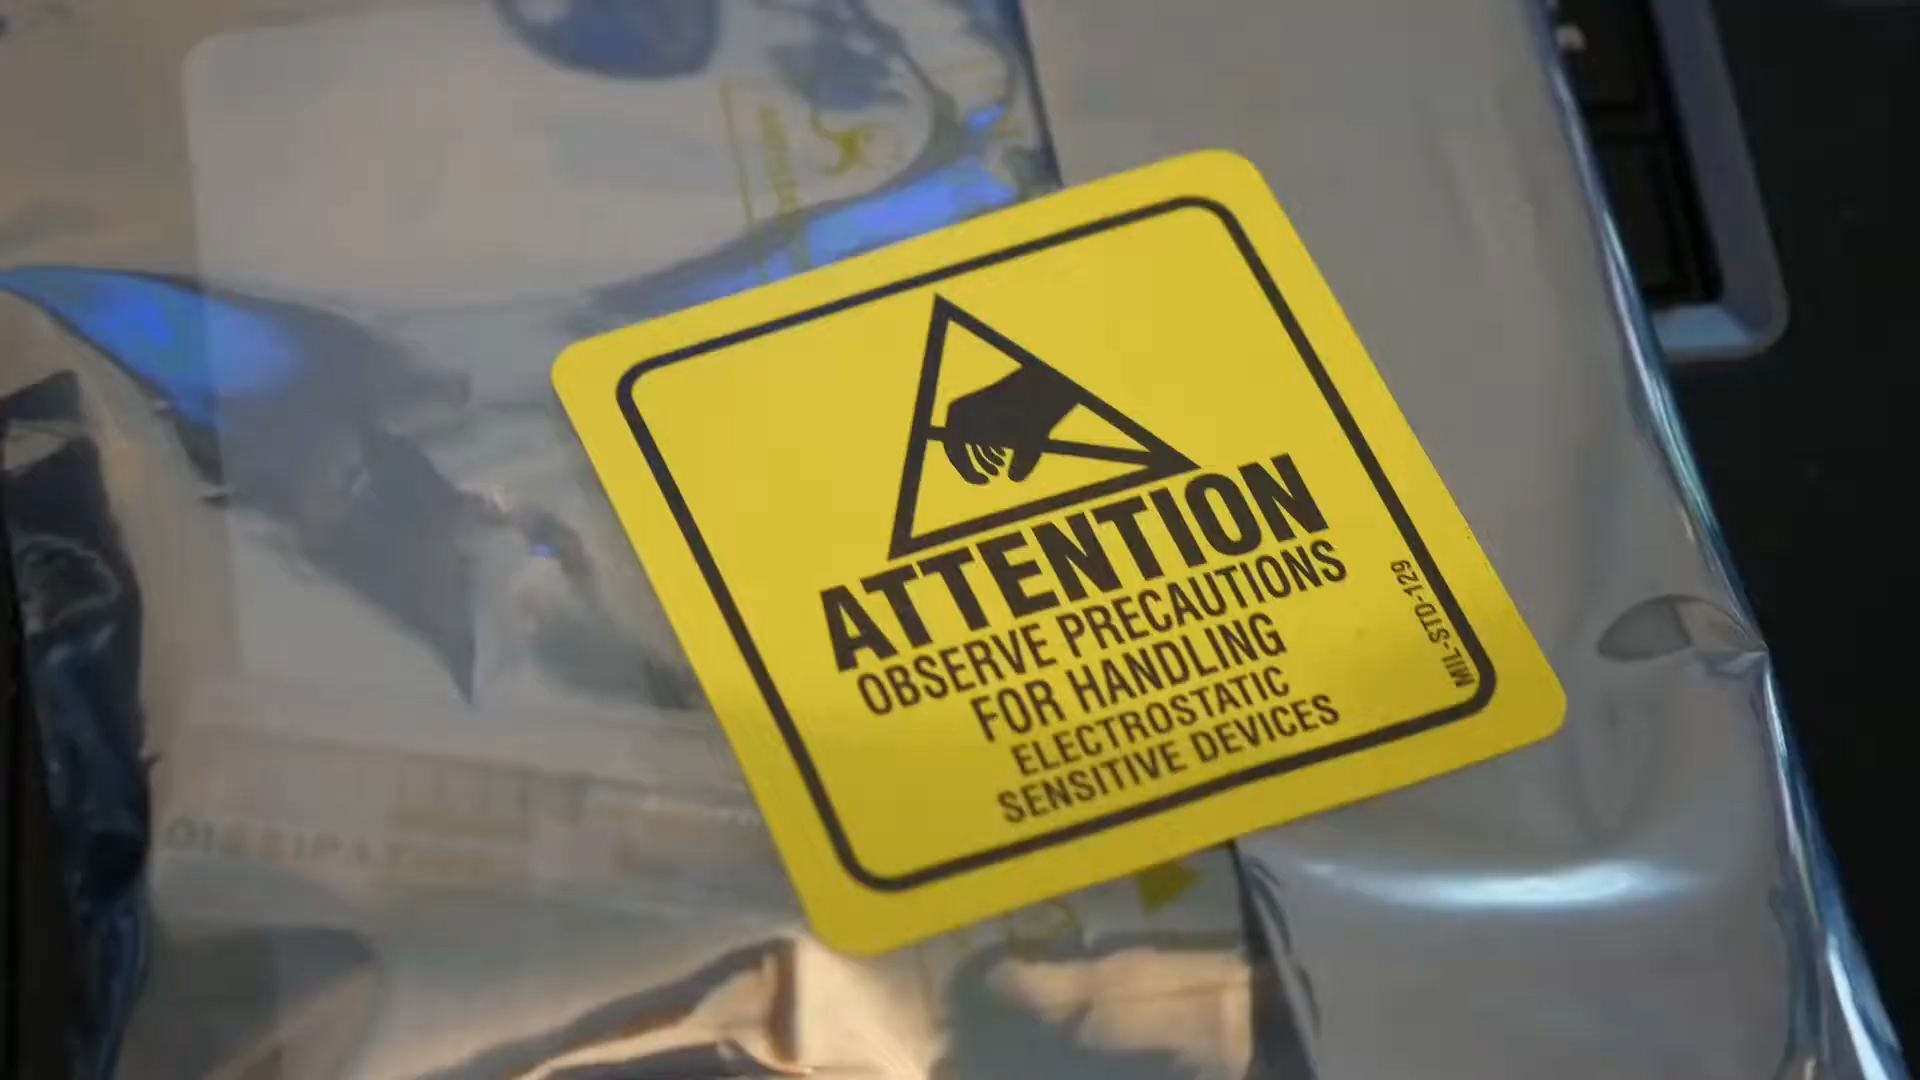 ATTENTION
OBSERVE PRECAUTIONS
FOR HANDLING
ELECTROSTATIC
SENSITIVE DEVICES
MIL-STD-129